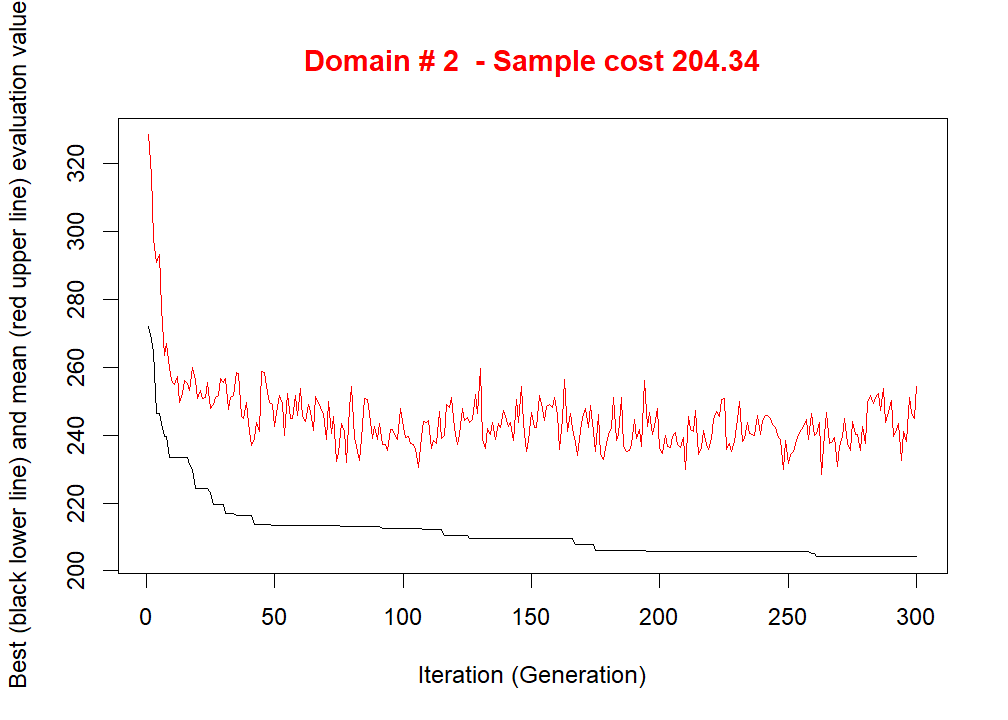 Domain # 2 - Sample cost 204.34
Best (black lower line) and mean (red upper line) evaluation value
320
300
280
260
240
220
200
0 50 100 150 200 250 300
Iteration (Generation)